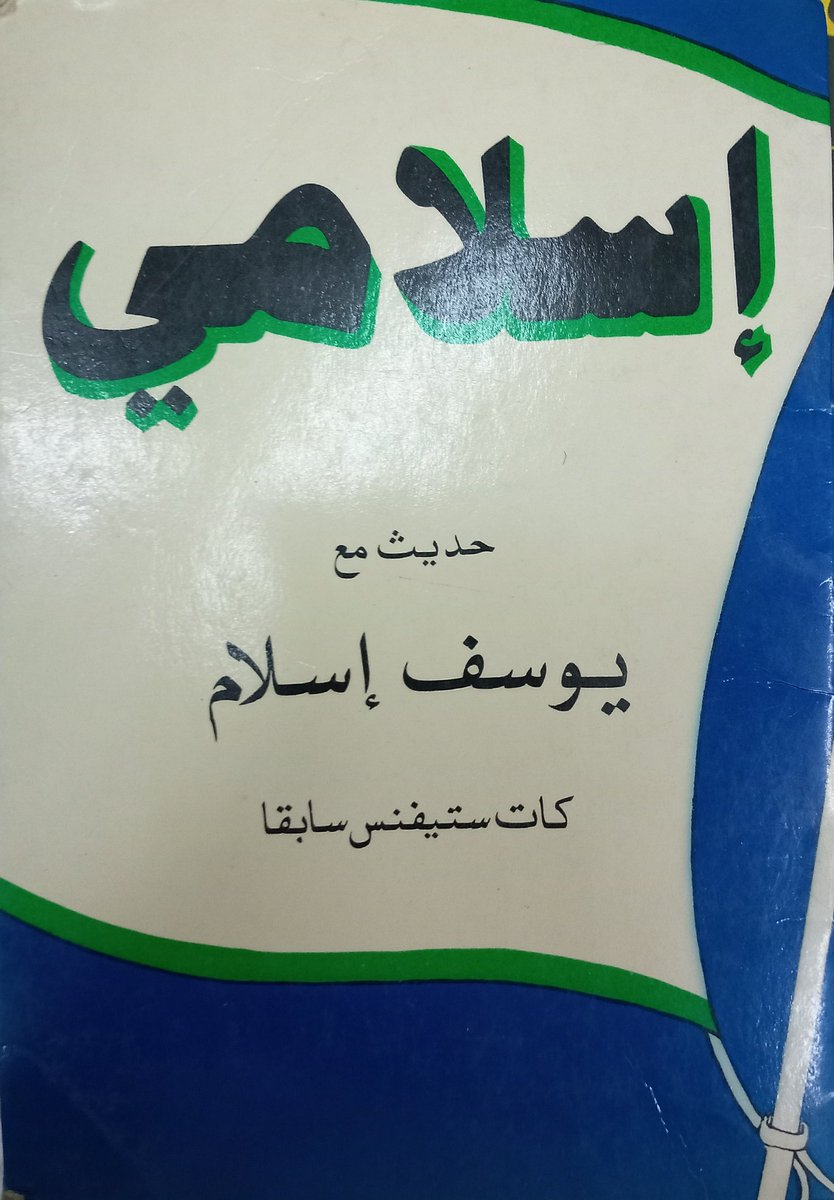 إسلامي
حديث مع
يوسف إسلام
كات ستيفنس سابقا